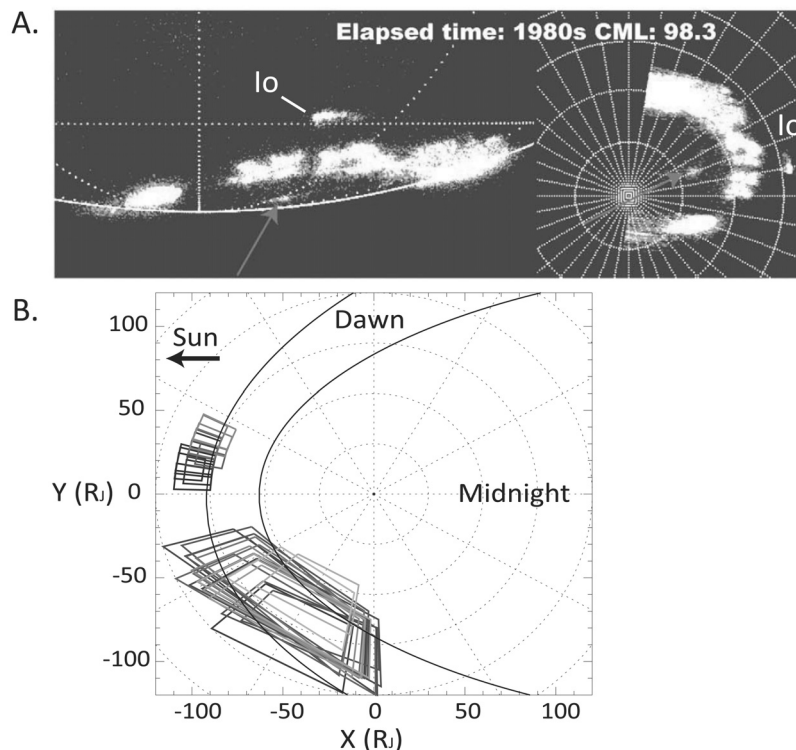 A.
Elapsed time: 1980s CML: 98.3
Io
Io
B.
Dawn
Sun
Midnight
Y (RJ)
100
50
0
-50
-100
-100
-50
0
50
100
X (RJ)